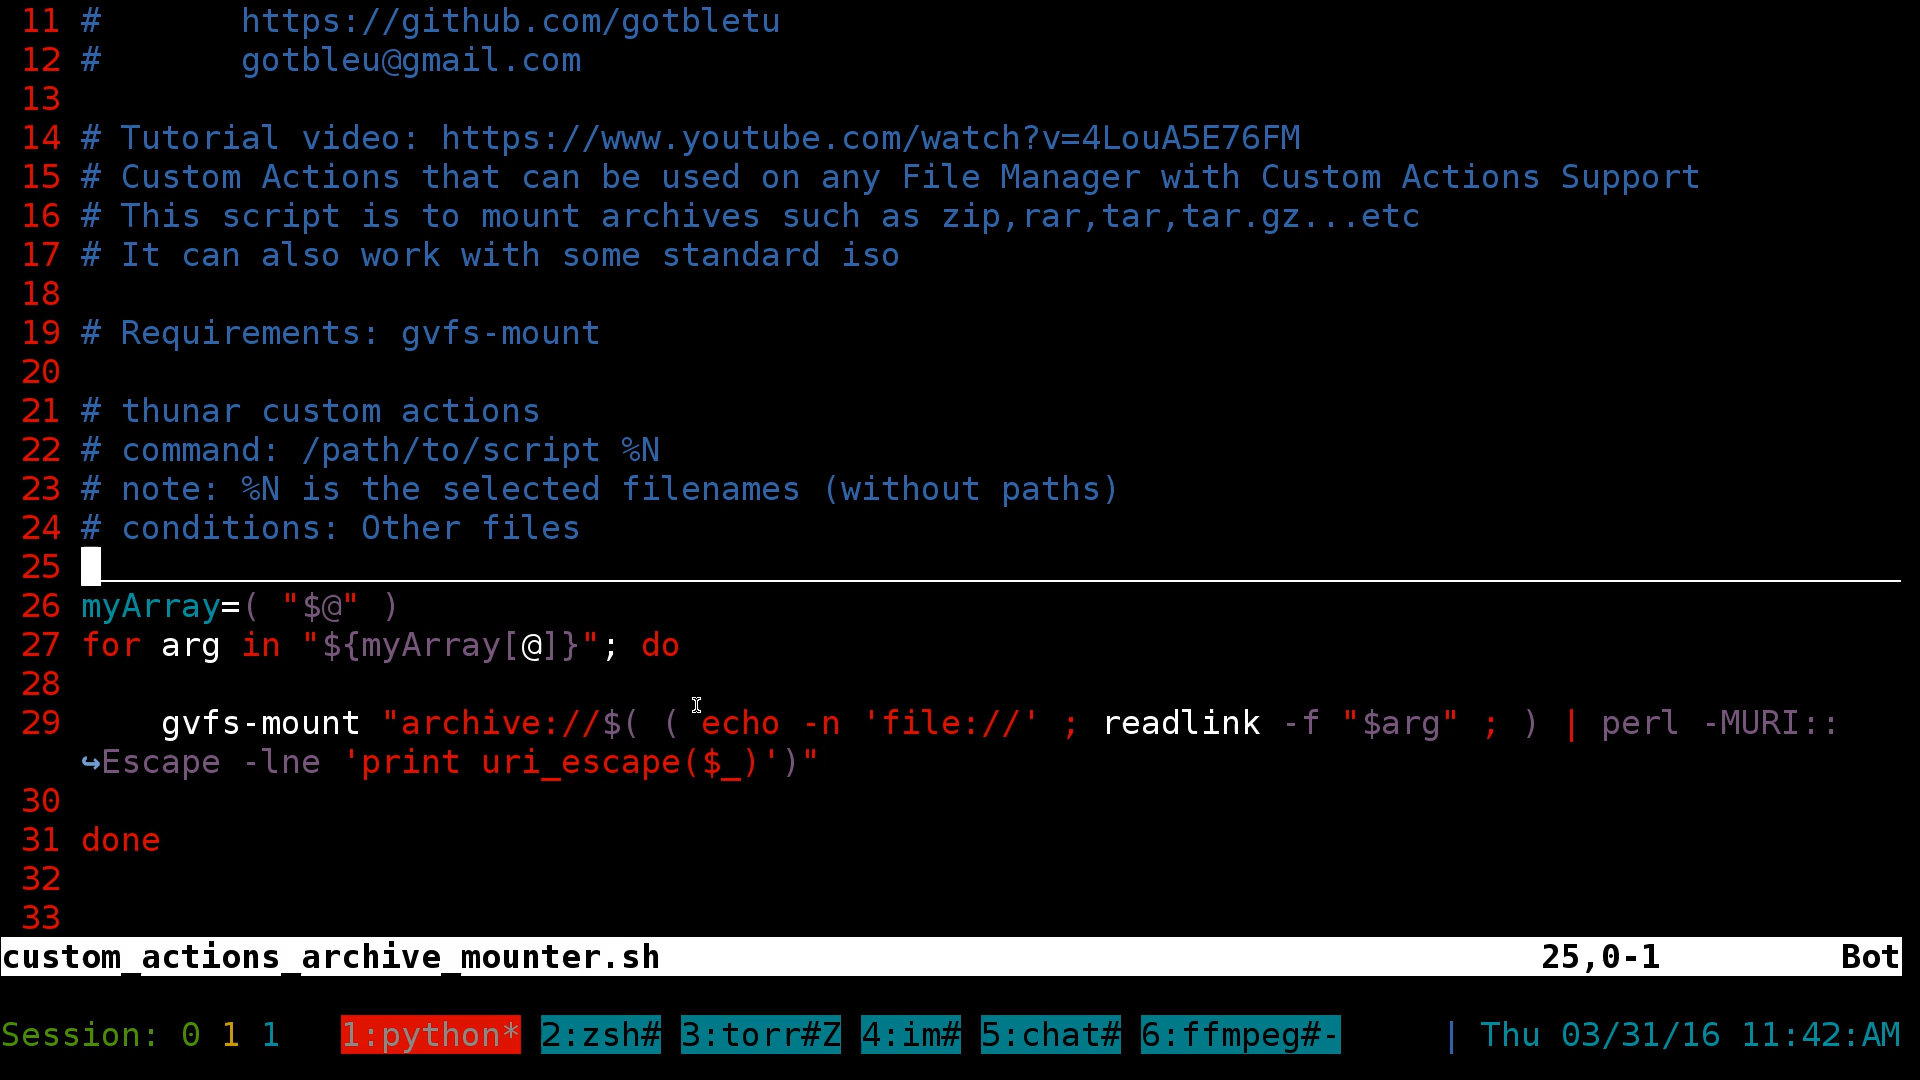 11 #       https://github.com/gotbletu
12 #       gotbleu@gmail.com
13
14 # Tutorial video: https://www.youtube.com/watch?v=4LouA5E76FM
15 # Custom Actions that can be used on any File Manager with Custom Actions Support
16 # This script is to mount archives such as zip,rar,tar,tar.gz...etc
17 # It can also work with some standard iso
18
19 # Requirements: gvfs-mount
20
21 # thunar custom actions
22 # command: /path/to/script %N
23 # note: %N is the selected filenames (without paths)
24 # conditions: Other files
25
26 myArray=( "$@" )
27 for arg in "${myArray[@]}"; do
28
29     gvfs-mount "archive://$( ( echo -n 'file://' ; readlink -f "$arg" ; ) | perl -MURI::
↪Escape -lne 'print uri_escape($_)')"
30
31 done
32
33
custom_actions_archive_mounter.sh 25,0-1 Bot
Session: 0 1 1 1:python* 2:zsh# 3:torr#Z 4:im# 5:chat# 6:ffmpeg#- | Thu 03/31/16 11:42:AM